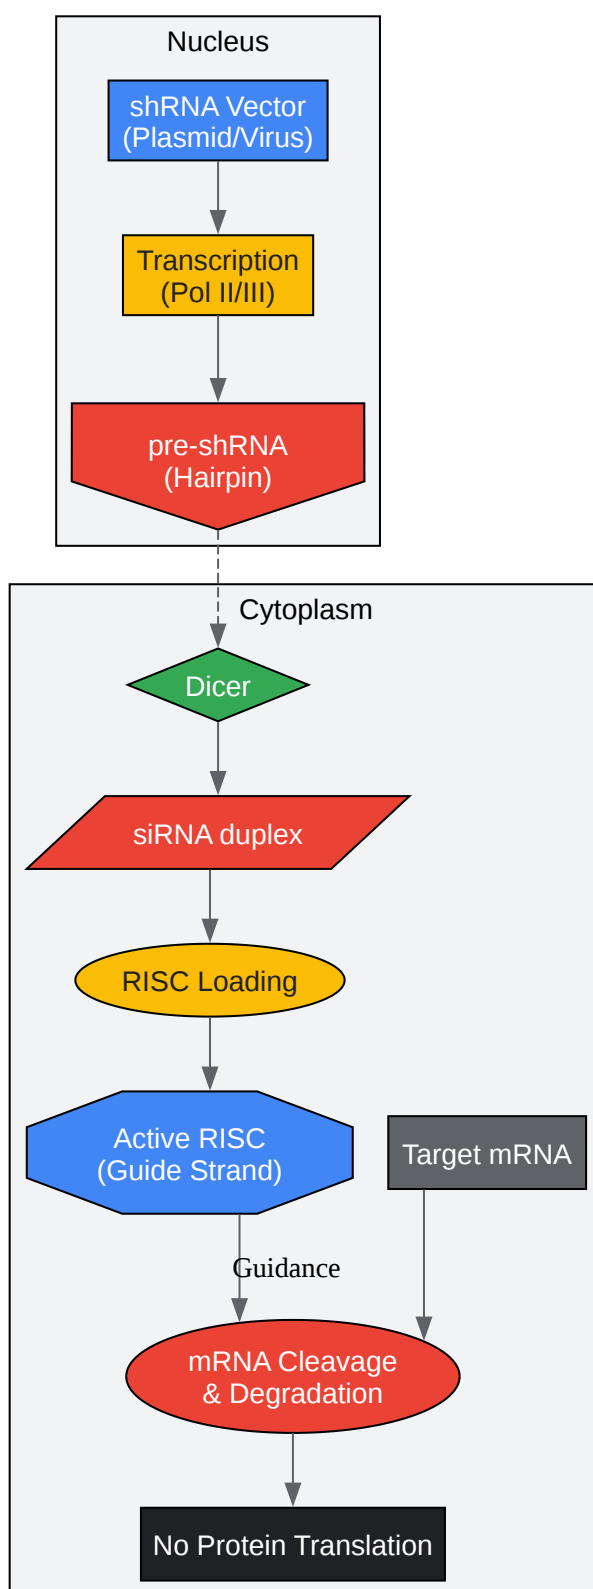 Nucleus
shRNA Vector
(Plasmid/Virus)
Transcription
(Pol II/III)
pre-shRNA
(Hairpin)
Cytoplasm
Dicer
siRNA duplex
RISC Loading
Active RISC
(Guide Strand)
Target mRNA
Guidance
mRNA Cleavage
& Degradation
No Protein Translation